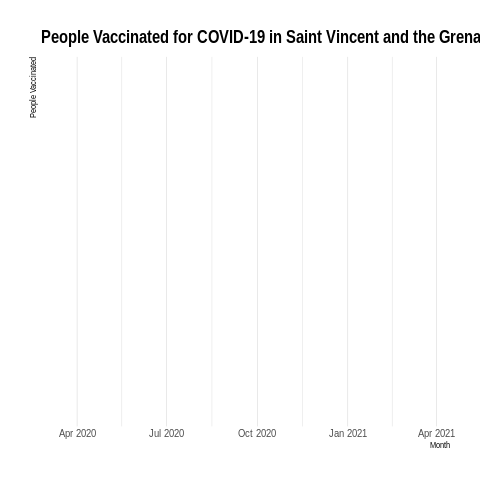 People Vaccinated for COVID-19 in Saint Vincent and the Grena
People Vaccinated
Apr 2020 Jul 2020 Oct 2020 Jan 2021 Apr 2021
Month